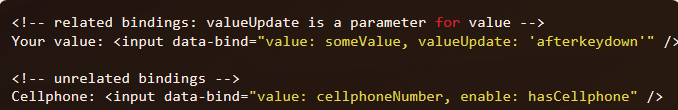 <!-- related bindings: valueUpdate is a parameter for value -->
Your value: <input data-bind="value: someValue, valueUpdate: 'afterkeydown'" />
<!-- unrelated bindings -->
Cellphone: <input data-bind="value: cellphoneNumber, enable: hasCellphone" />